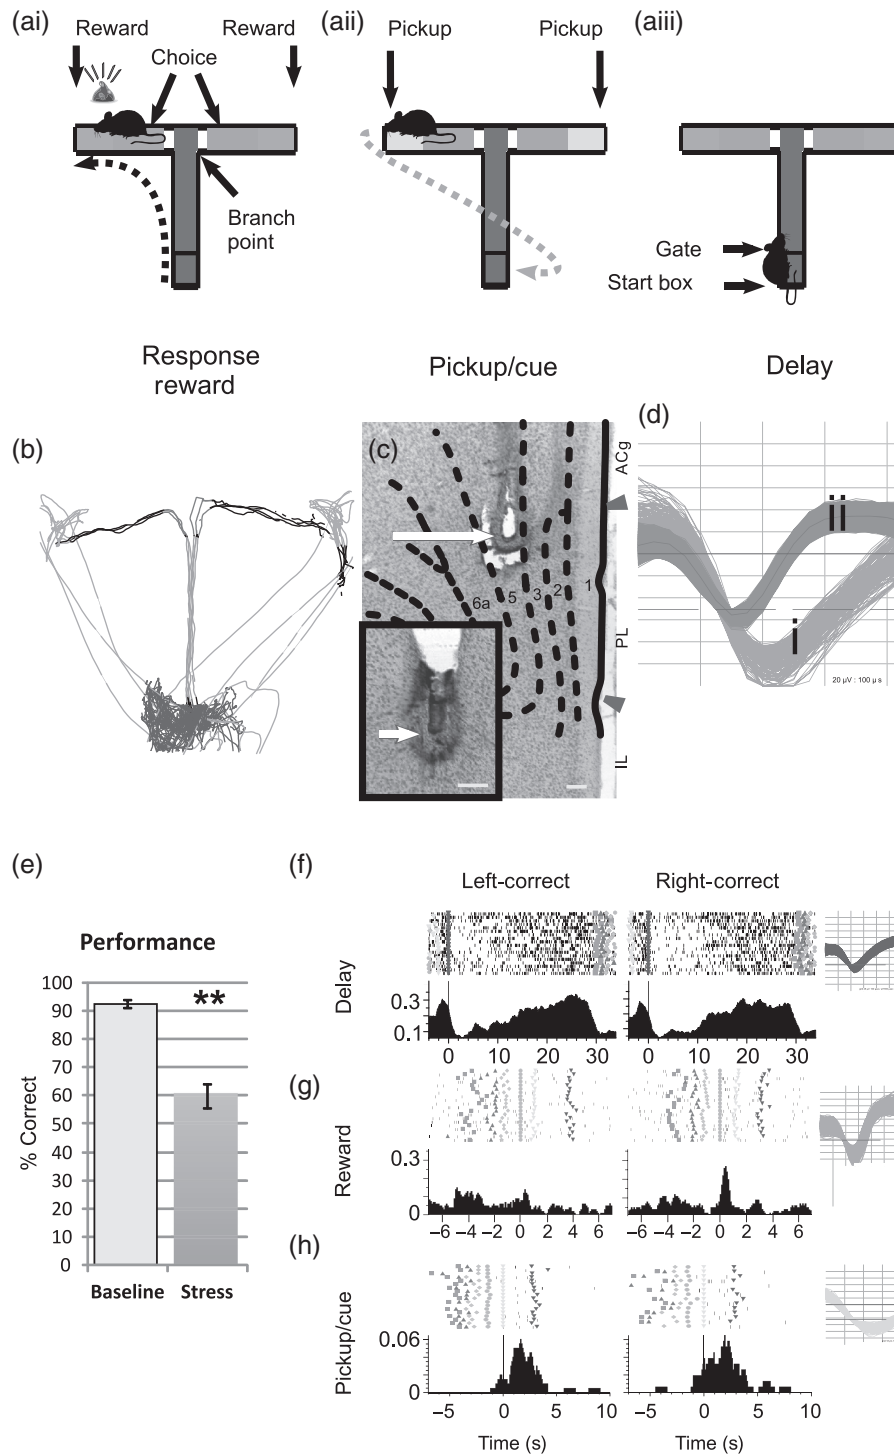 (ai)
Reward
Reward
Choice
Branch
point
(aii)
Pickup
Pickup
(aiii)
Gate
Start box
Response
reward
Pickup/cue
Delay
(b)
(c)
ACg
PL
IL
6a
5
3
2
1
(d)
ii
i
20 µV : 100 µ s
(e)
Performance
**
% Correct
100
90
80
70
60
50
40
30
20
10
0
Baseline
Stress
(f)
Left-correct
Right-correct
Delay
0.3
0.1
0 10 20 30
0 10 20 30
(g)
Reward
0.3
0
−6 −4 −2 0 2 4 6
−6 −4 −2 0 2 4 6
(h)
Pickup/cue
0.06
0
−5 0 5 10
−5 0 5 10
Time (s)
Time (s)